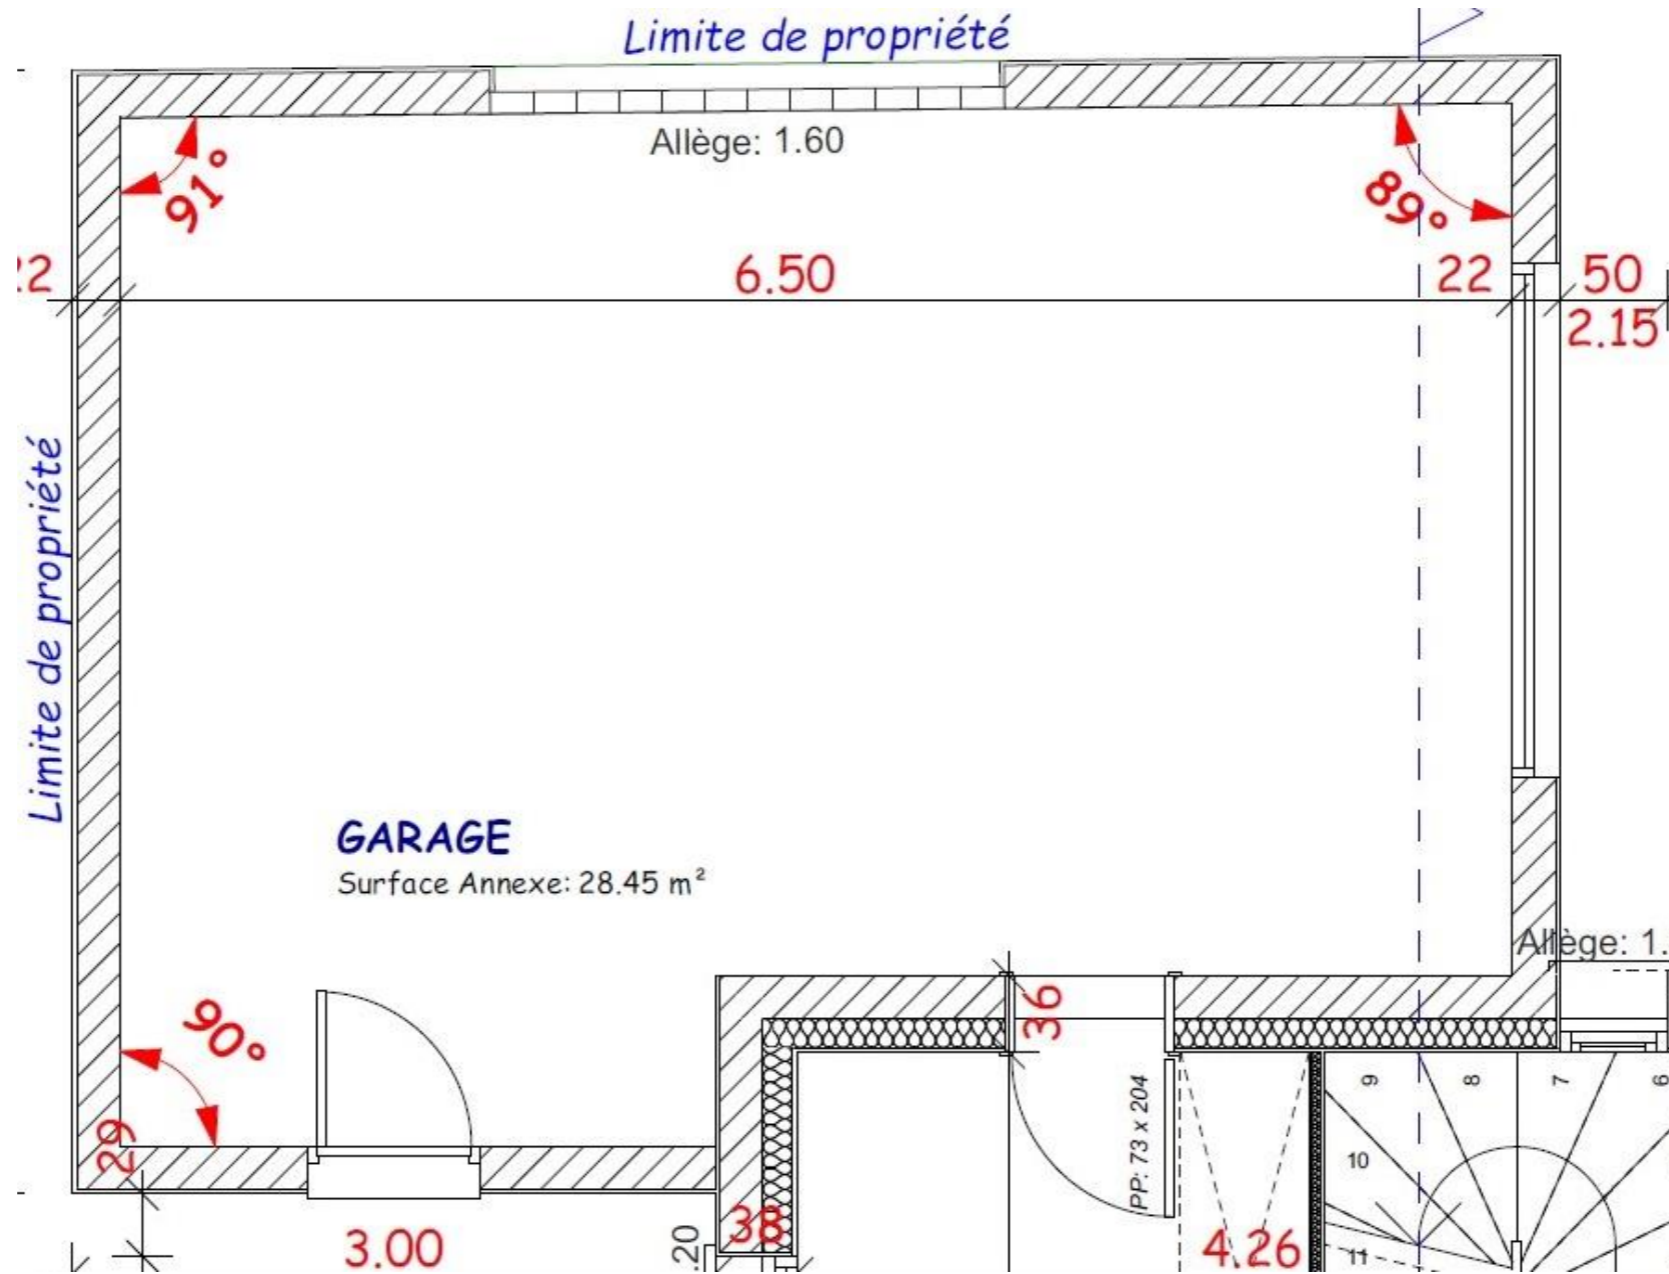 Limite de propriété
Allège: 1.60
91°
89°
22
6.50
22
50
2.15
Limite de propriété
GARAGE
Surface Annexe: 28.45 m²
Allège: 1.
90°
36
29
PP: 73 x 204
9
8
7
6
10
11
3.00
.20
38
4.26